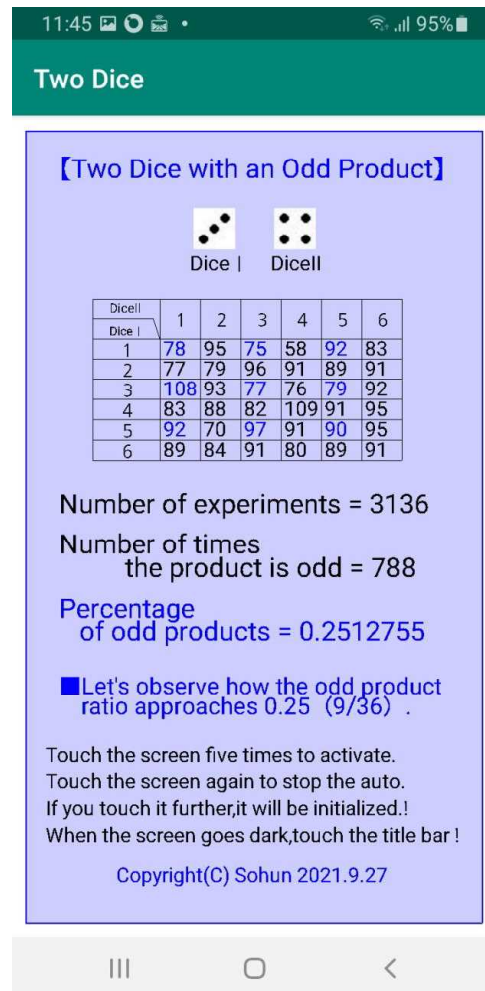 11:45 95%
Two Dice
【Two Dice with an Odd Product】
Dice I DiceII
DiceII
Dice I 1 2 3 4 5 6
1 78 95 75 58 92 83
2 77 79 96 91 89 91
3 108 93 77 76 79 92
4 83 88 82 109 91 95
5 92 70 97 91 90 95
6 89 84 91 80 89 91
Number of experiments = 3136
Number of times
the product is odd = 788
Percentage
of odd products = 0.2512755
■Let's observe how the odd product
ratio approaches 0.25（9/36）.
Touch the screen five times to activate.
Touch the screen again to stop the auto.
If you touch it further,it will be initialized.!
When the screen goes dark,touch the title bar !
Copyright(C) Sohun 2021.9.27